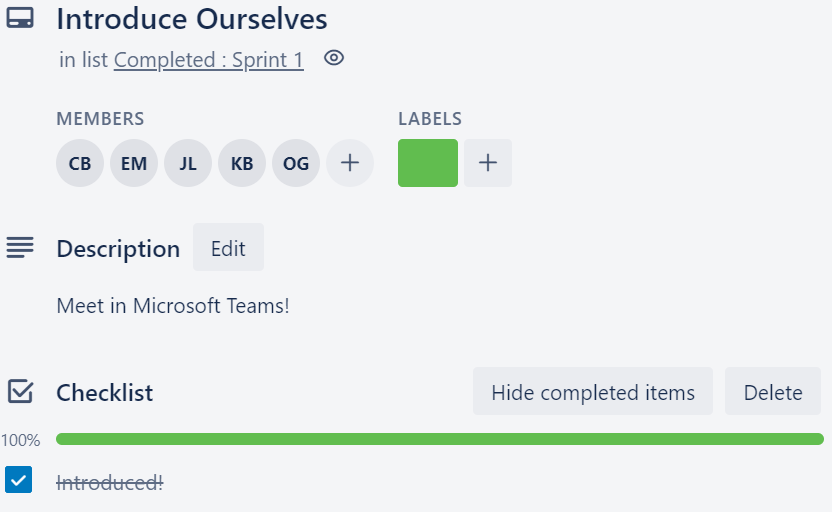 Introduce Ourselves
in list Completed : Sprint 1
MEMBERS
CB EM JL KB OG +
LABELS
+
Description Edit
Meet in Microsoft Teams!
Checklist Hide completed items Delete
100%
Introduced!